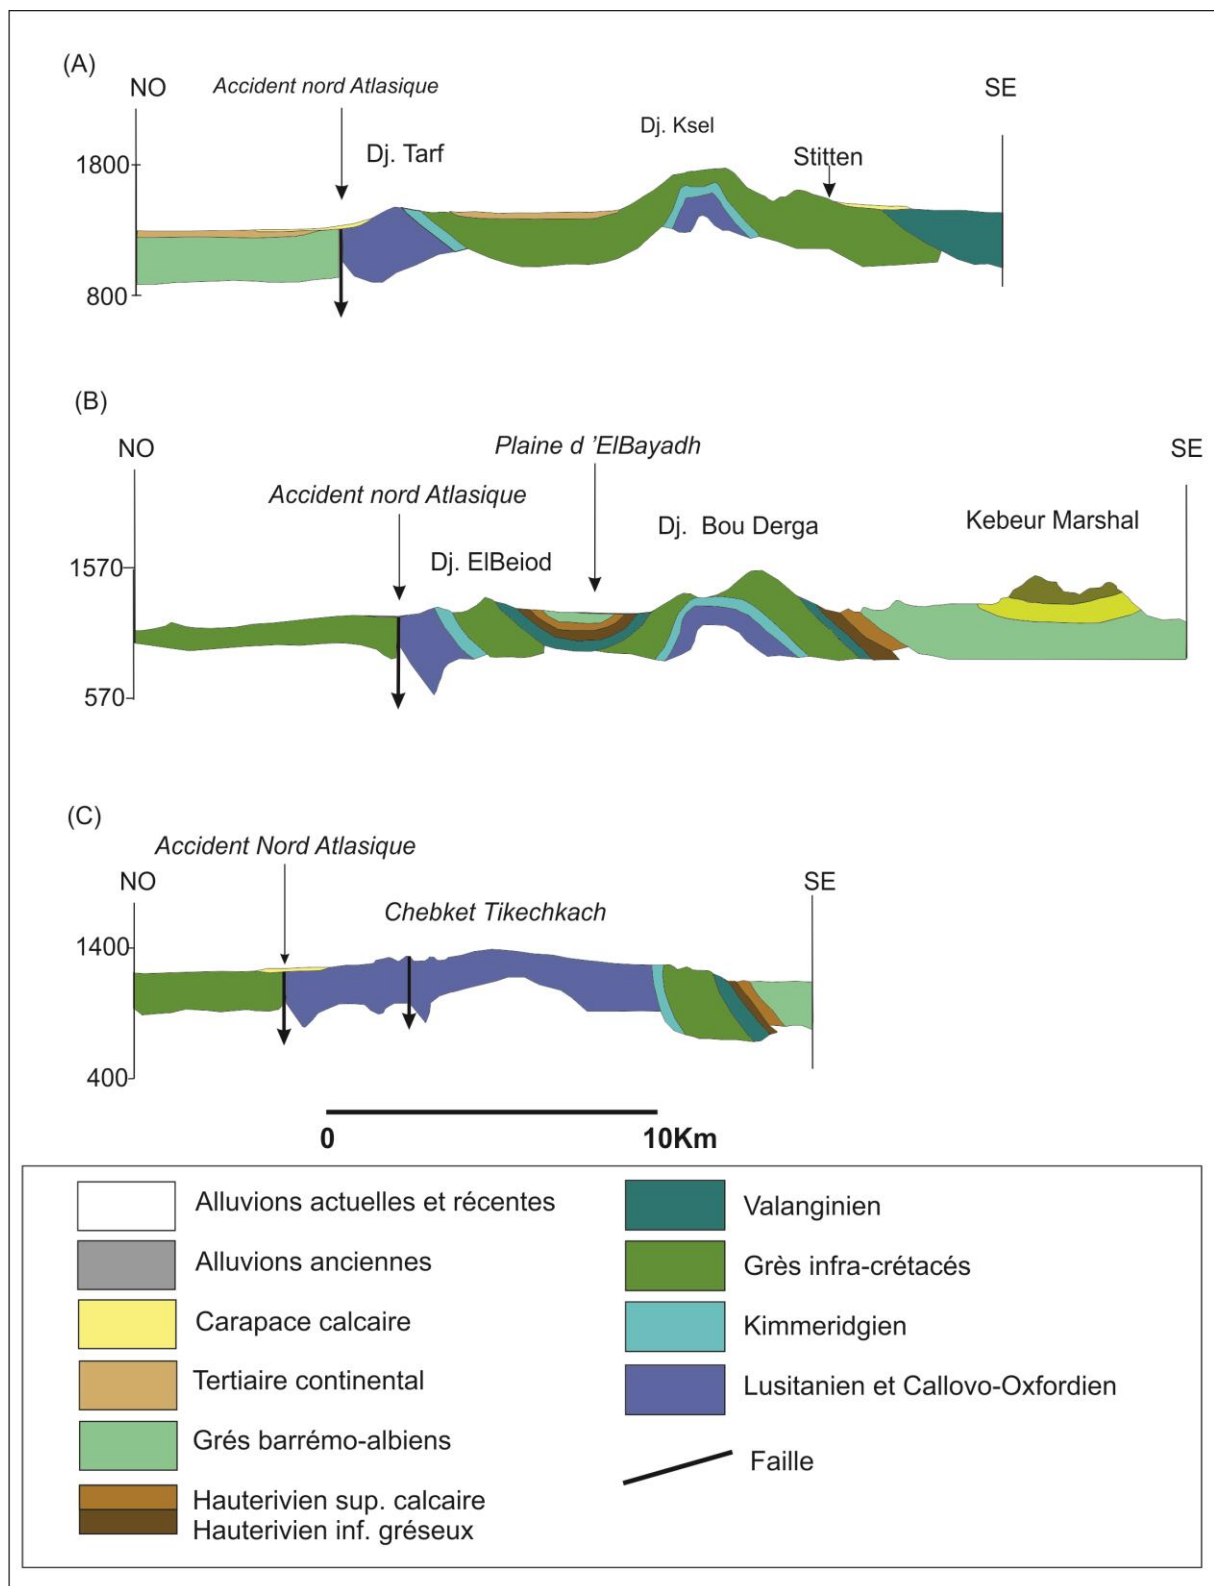 (A)
NO
Accident nord Atlasique
SE
Dj. Tarf
Dj. Ksel
Stitten
1800
800
(B)
NO
Plaine d 'ElBayadh
SE
Accident nord Atlasique
Dj. ElBeiod
Dj. Bou Derga
Kebeur Marshal
1570
570
(C)
Accident Nord Atlasique
NO
SE
Chebket Tikechkach
1400
400
0
10Km
Alluvions actuelles et récentes
Alluvions anciennes
Carapace calcaire
Tertiaire continental
Grés barrémo-albiens
Hauterivien sup. calcaire
Hauterivien inf. gréseux
Valanginien
Grès infra-crétacés
Kimmeridgien
Lusitanien et Callovo-Oxfordien
Faille